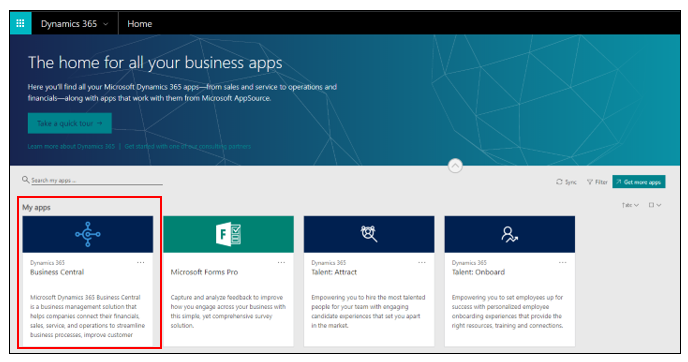 Dynamics 365 Home
The home for all your business apps
Here you'll find all your Microsoft Dynamics 365 apps—from sales and service to operations and
financials—along with apps that work with them from Microsoft AppSource.
Take a quick tour →
Learn more about Dynamics 365 | Get started with one of our consulting partners
Search my apps ...
Sync Filter Get more apps
My apps
Dynamics 365
Business Central
Microsoft Dynamics 365 Business Central
is a business management solution that
helps companies connect their financials,
sales, service, and operations to streamline
business processes, improve customer
F
Microsoft Forms Pro
Capture and analyze feedback to improve
how you engage across your business with
this simple, yet comprehensive survey
solution.
Dynamics 365
Talent: Attract
Empowering you to hire the most talented
people for your team with engaging
candidate experiences that set you apart
in the market.
Dynamics 365
Talent: Onboard
Empowering you to set employees up for
success with personalized employee
onboarding experiences that provide the
right resources, training and connections.